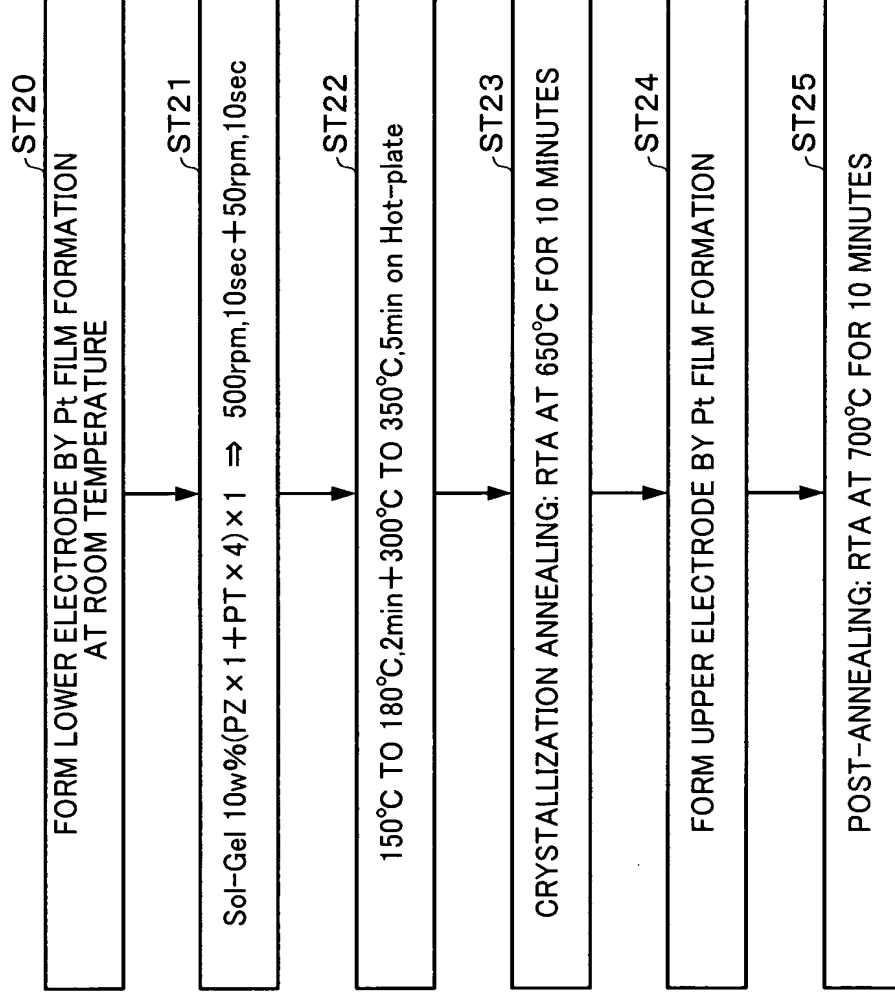 ST20
FORM LOWER ELECTRODE BY Pt FILM FORMATION
AT ROOM TEMPERATURE
ST21
Sol-Gel 10w%(PZ×1+PT×4)×1 ⇒ 500rpm,10sec+50rpm,10sec
ST22
150°C TO 180°C,2min+300°C TO 350°C,5min on Hot-plate
ST23
CRYSTALLIZATION ANNEALING: RTA AT 650°C FOR 10 MINUTES
ST24
FORM UPPER ELECTRODE BY Pt FILM FORMATION
ST25
POST-ANNEALING: RTA AT 700°C FOR 10 MINUTES